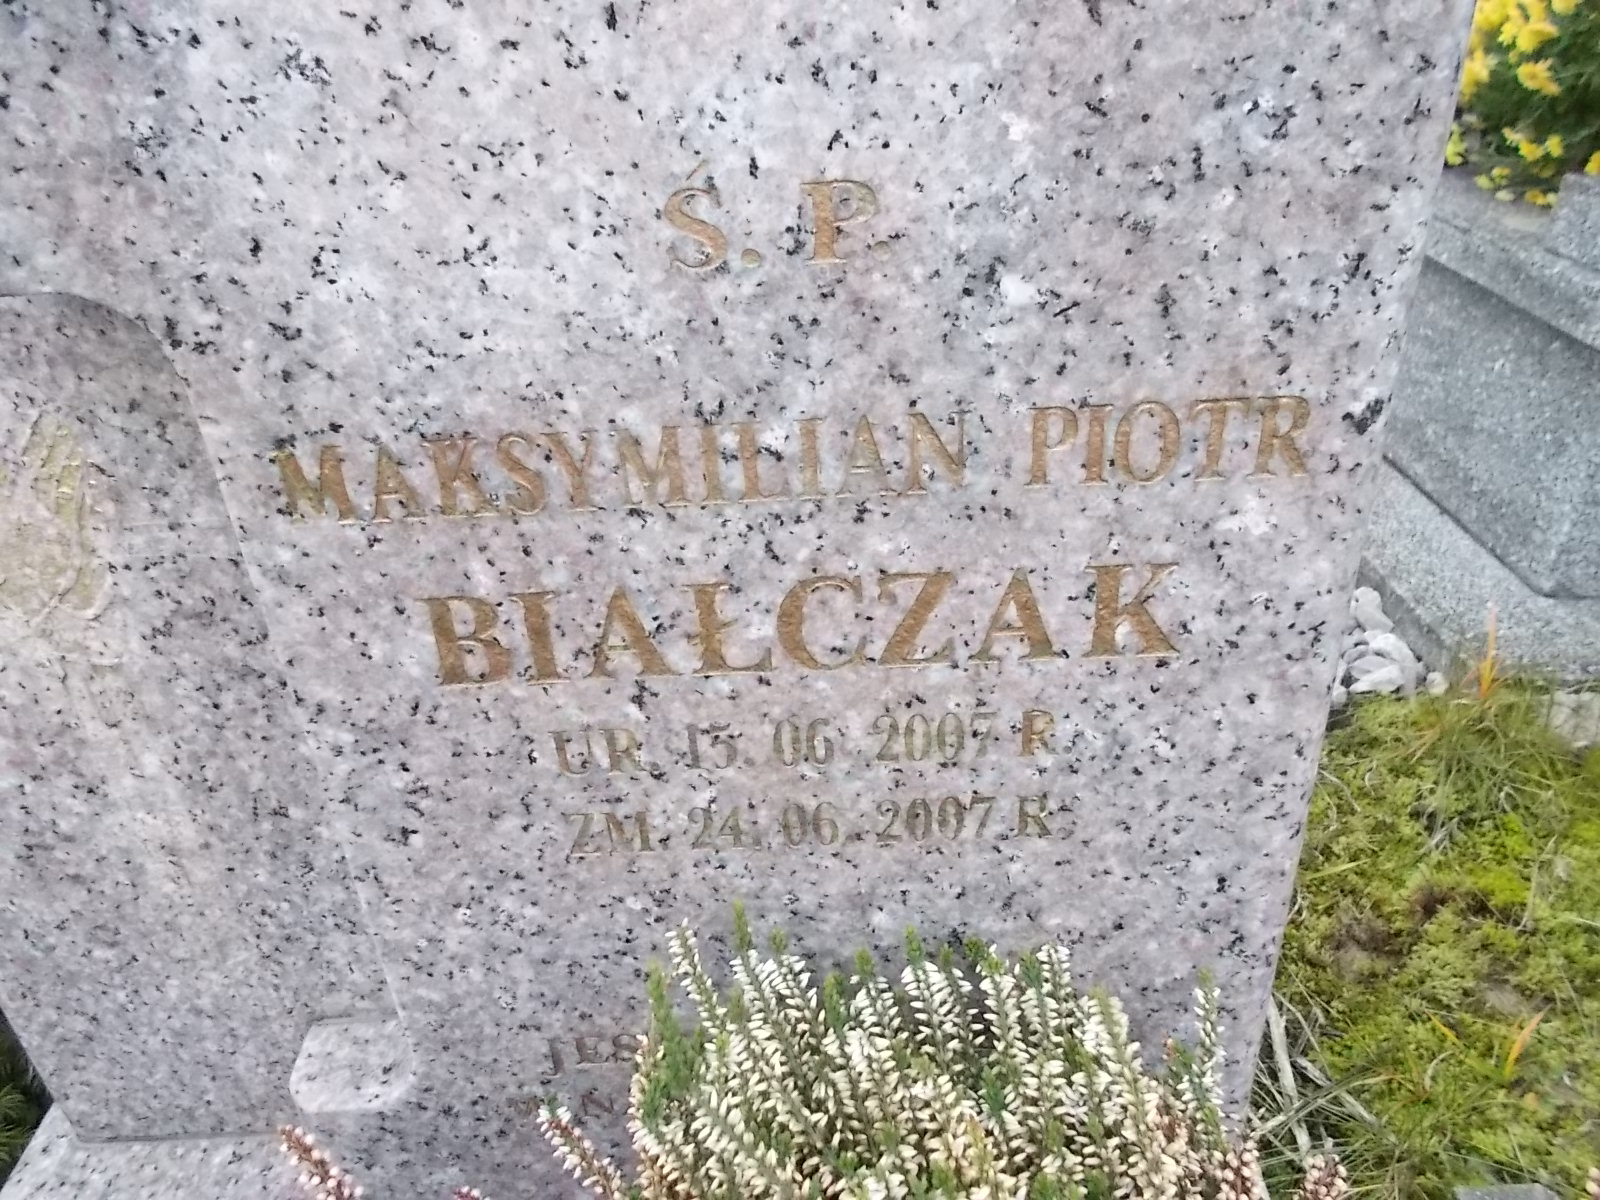 Ś. P.
MAKSYMILIAN PIOTR
BIAŁCZAK
UR. 15. 06. 2007 R.
ZM. 24. 06. 2007 R.